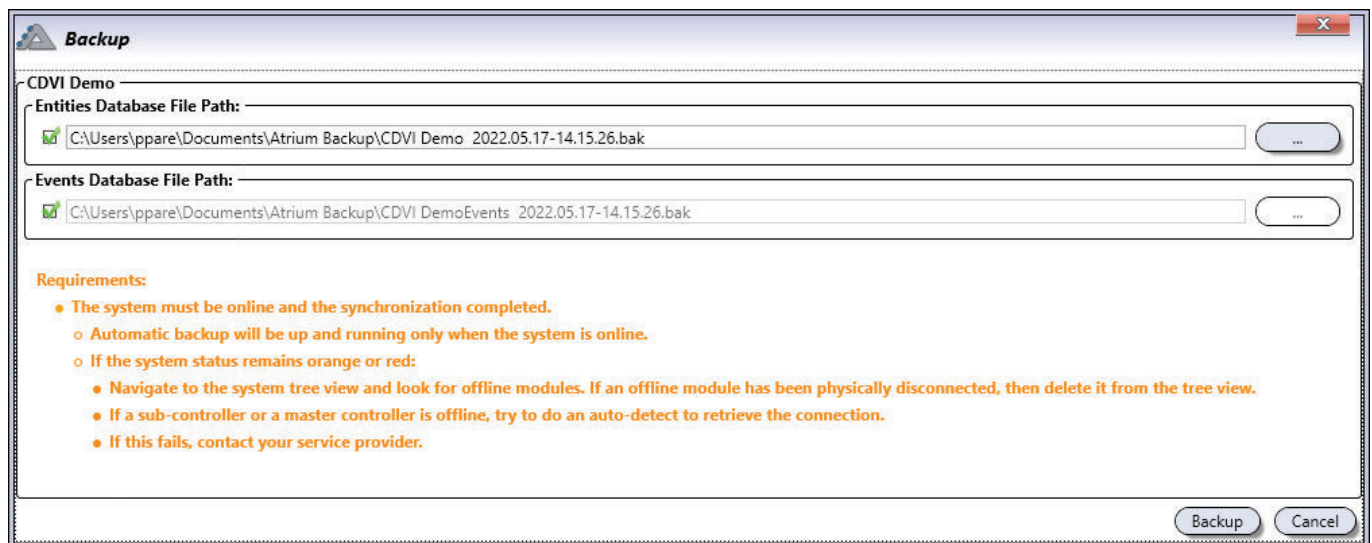 Backup
X
CDVI Demo
Entities Database File Path:
C:\Users\ppare\Documents\Atrium Backup\CDVI Demo  2022.05.17-14.15.26.bak
...
Events Database File Path:
C:\Users\ppare\Documents\Atrium Backup\CDVI DemoEvents  2022.05.17-14.15.26.bak
...
Requirements:
● The system must be online and the synchronization completed.
○ Automatic backup will be up and running only when the system is online.
○ If the system status remains orange or red:
● Navigate to the system tree view and look for offline modules. If an offline module has been physically disconnected, then delete it from the tree view.
● If a sub-controller or a master controller is offline, try to do an auto-detect to retrieve the connection.
● If this fails, contact your service provider.
Backup
Cancel